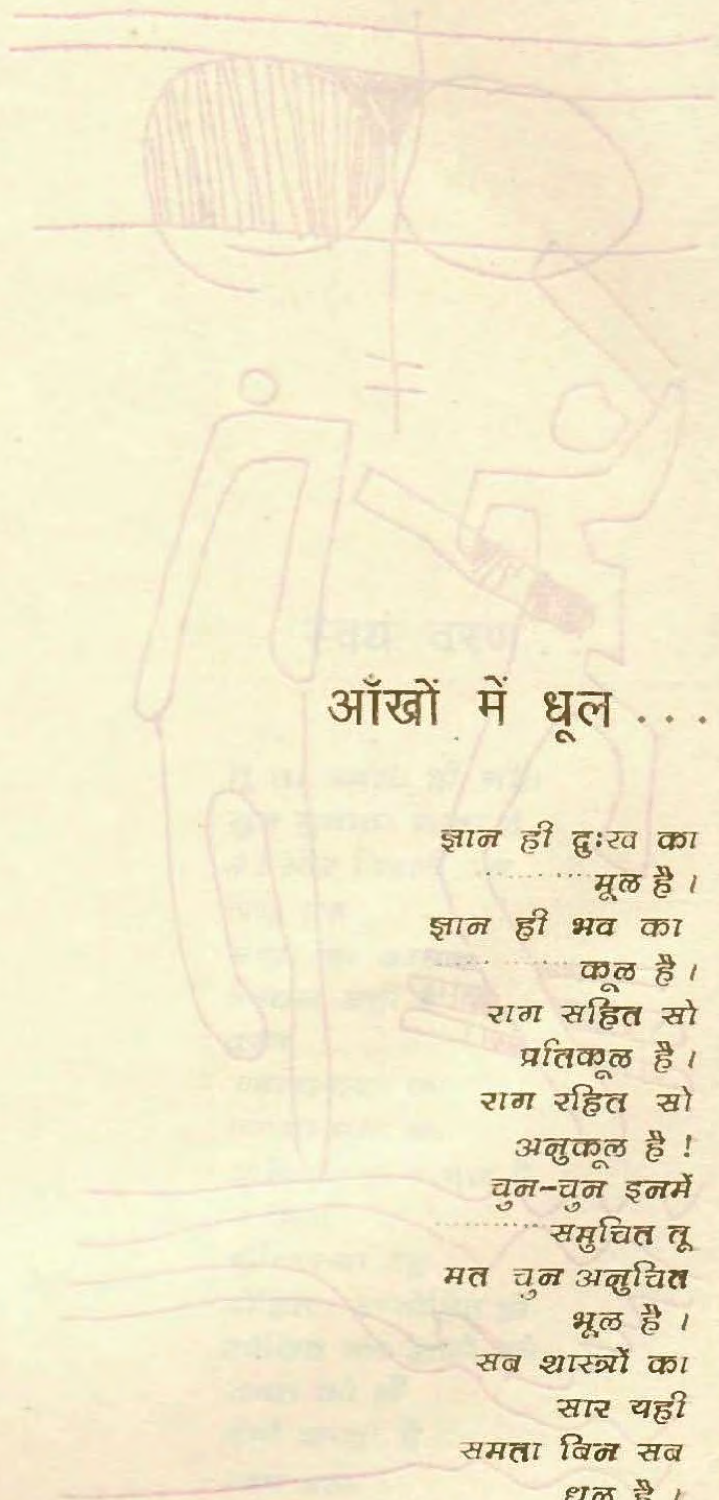 आँखों में धूल ...
ज्ञान ही दुःख का
......... मूल है ।
ज्ञान ही भव का
......... कूल है ।
राग सहित सो
प्रतिकूल है ।
राग रहित सो
अनुकूल है !
चुन-चुन इनमें
......... समुचित तू
मत चुन अनुचित
भूल है ।
सब शास्त्रों का
सार यही
समता बिन सब
धूल है ।